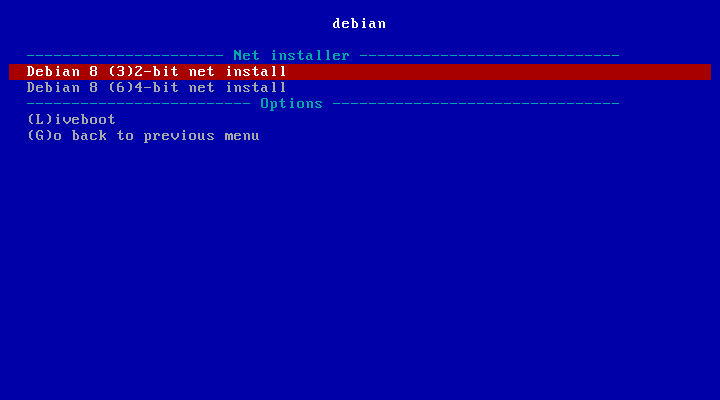 debian
---------------------- Net installer -----------------------------
Debian 8 (3)2-bit net install
Debian 8 (6)4-bit net install
------------------------- Options --------------------------------
(L)iveboot
(G)o back to previous menu